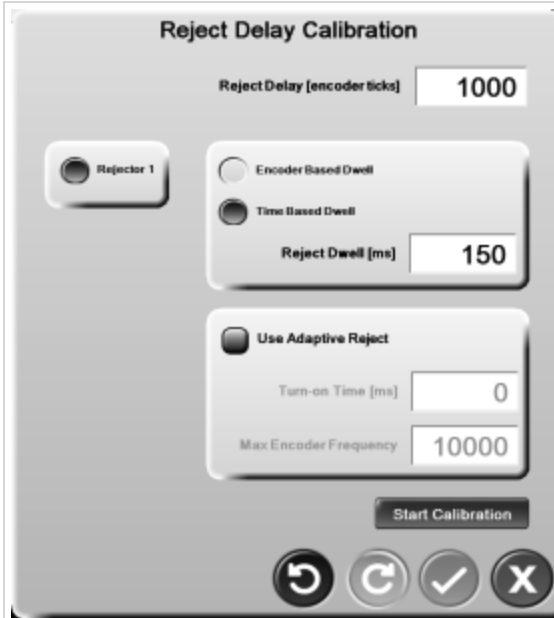 Reject Delay Calibration
Reject Delay [encoder ticks] 1000
Rejector 1
Encoder Based Dwell
Time Based Dwell
Reject Dwell [ms] 150
Use Adaptive Reject
Turn-on Time [ms] 0
Max Encoder Frequency 10000
Start Calibration